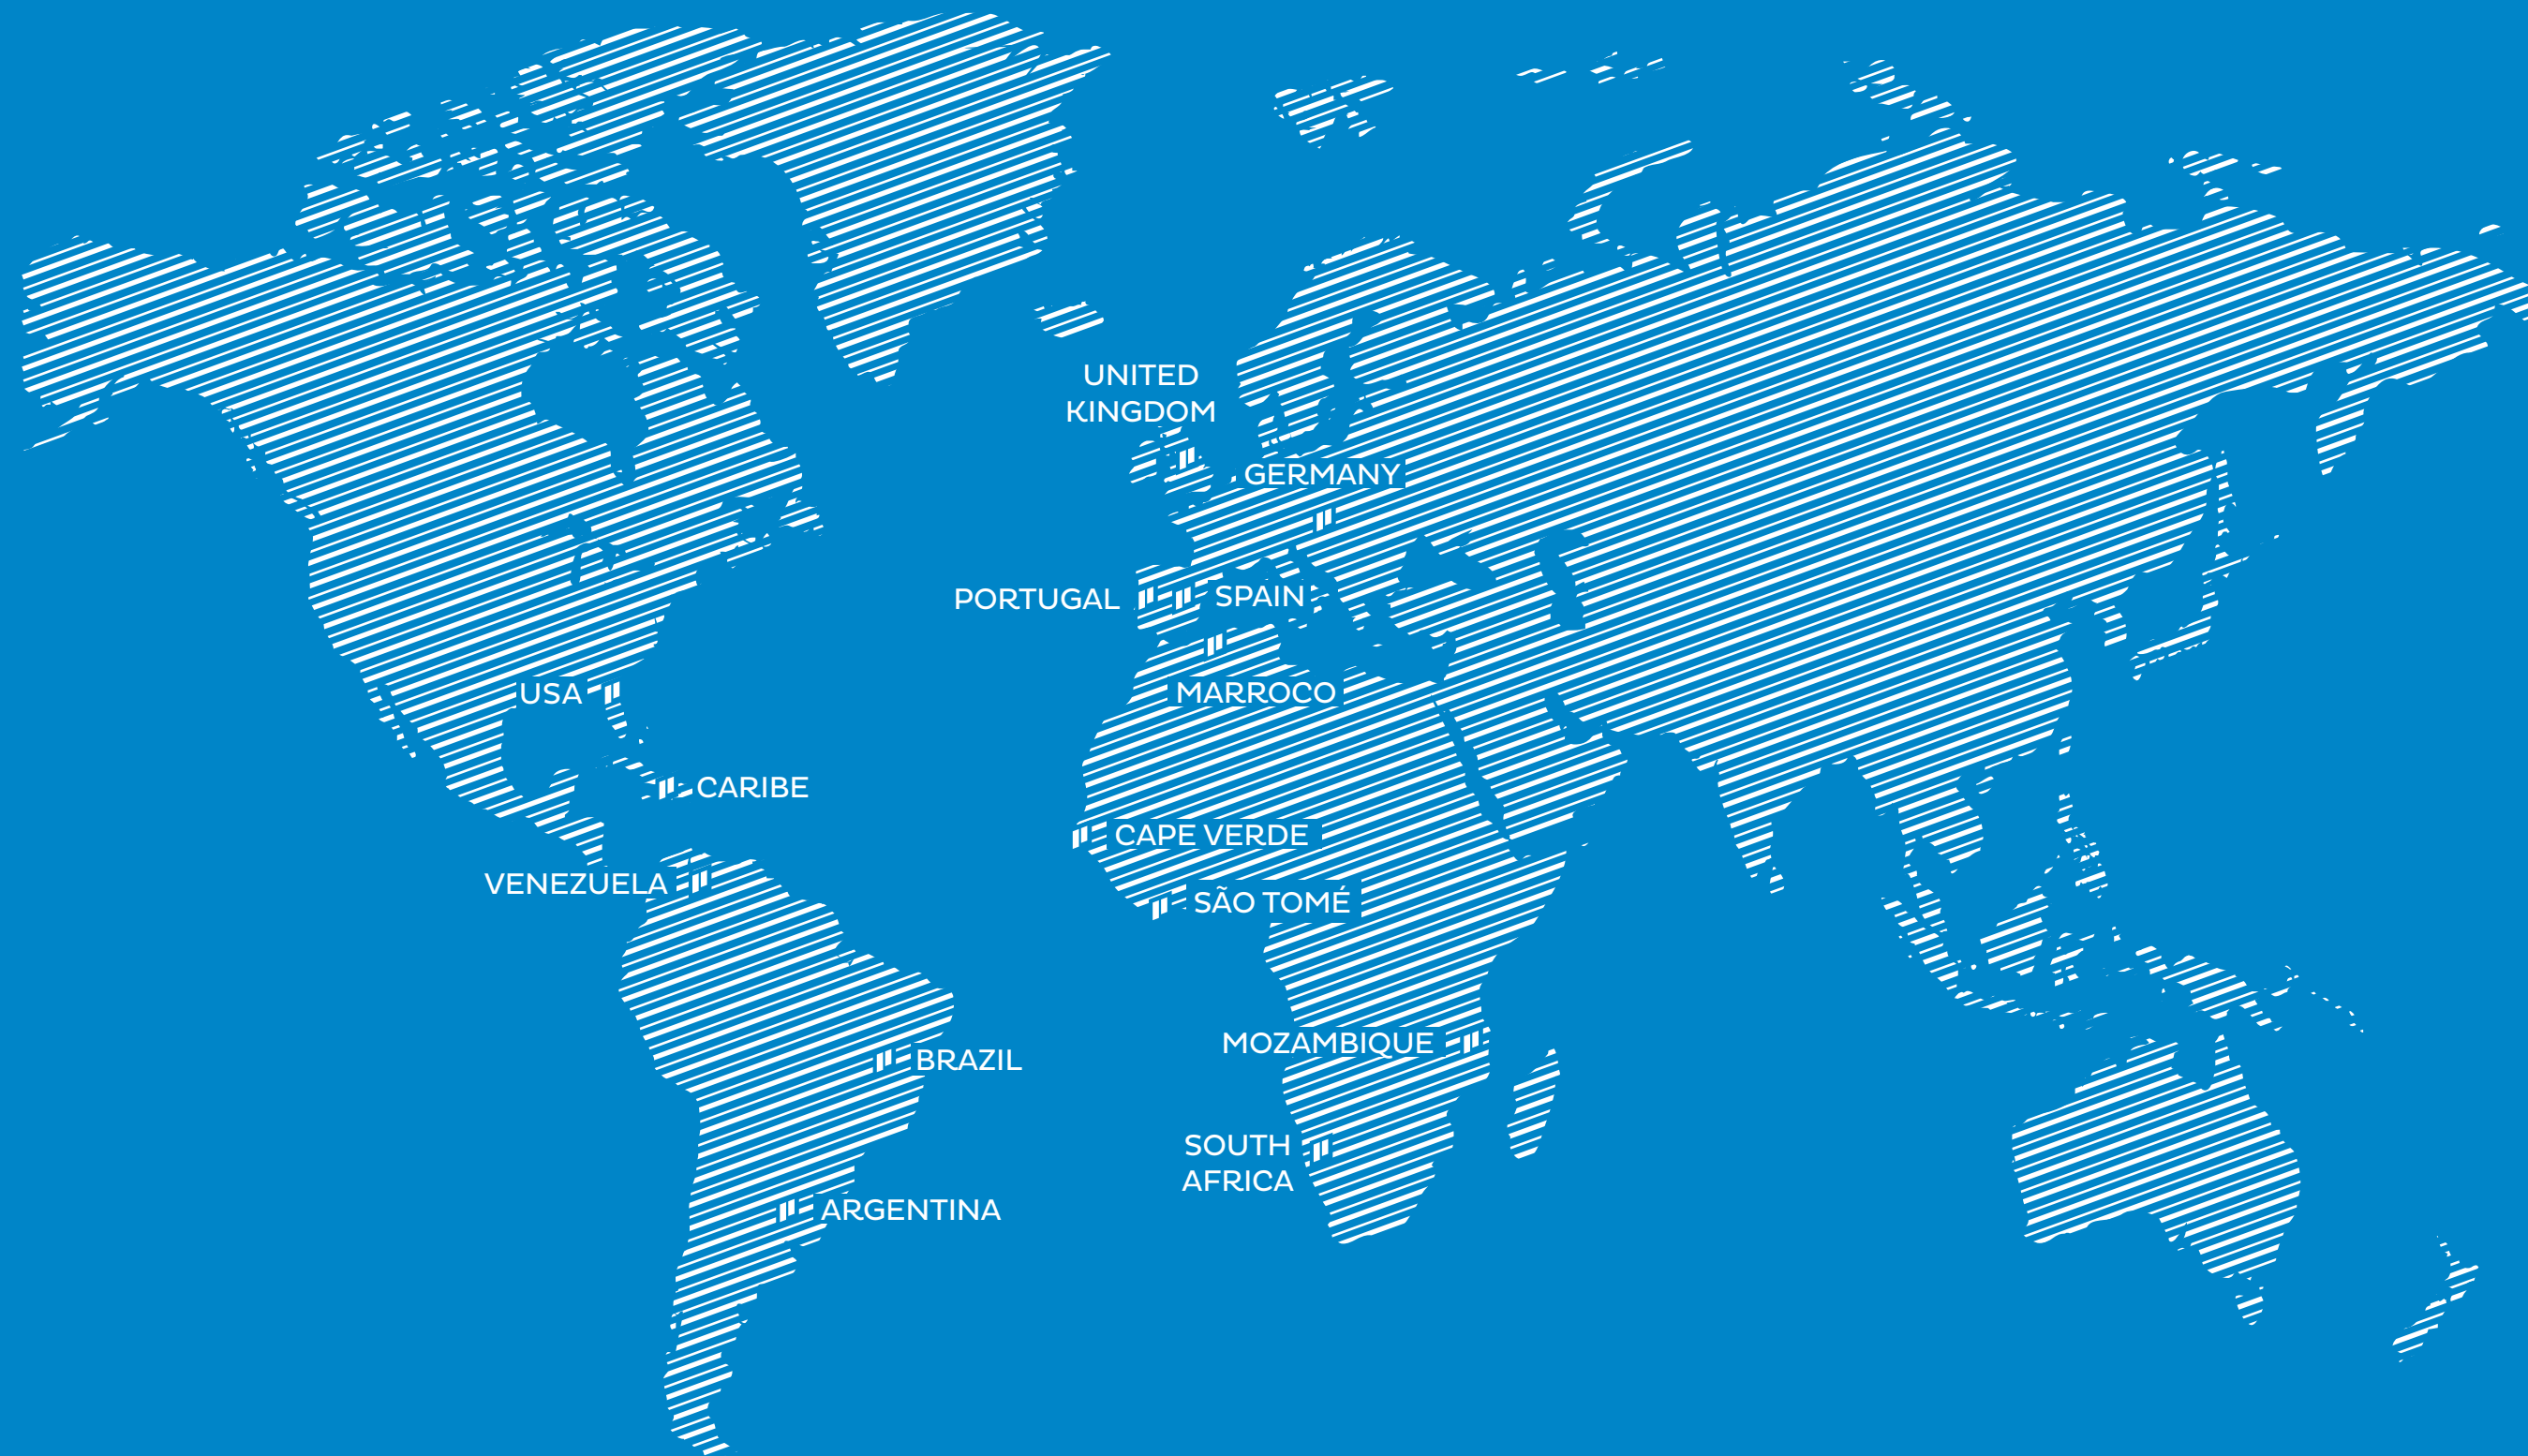 UNITED
KINGDOM
GERMANY
PORTUGAL
SPAIN
USA
MARROCO
CARIBE
CAPE VERDE
VENEZUELA
SÃO TOMÉ
MOZAMBIQUE
BRAZIL
SOUTH
AFRICA
ARGENTINA